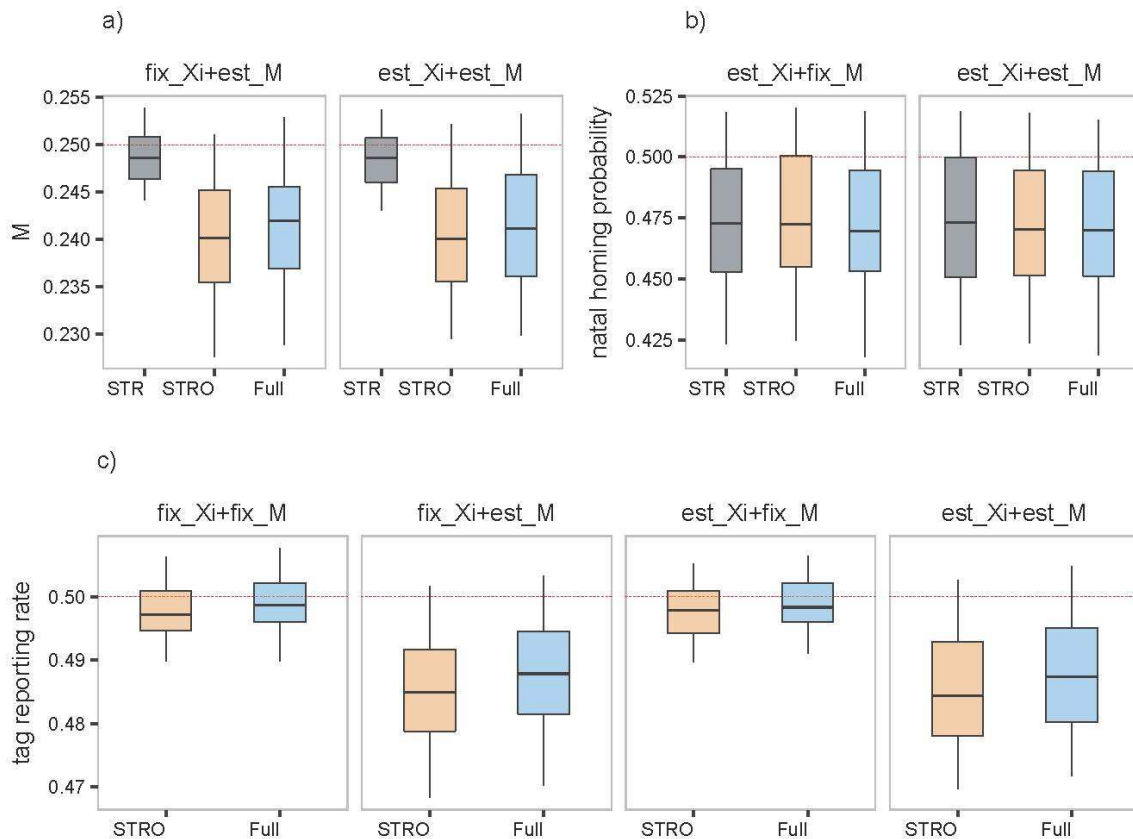 a)
fix_Xi+est_M
est_Xi+est_M
M
0.255
0.250
0.245
0.240
0.235
0.230
STR
STRO
Full
STR
STRO
Full
b)
est_Xi+fix_M
est_Xi+est_M
natal homing probability
0.525
0.500
0.475
0.450
0.425
STR
STRO
Full
STR
STRO
Full
c)
fix_Xi+fix_M
fix_Xi+est_M
est_Xi+fix_M
est_Xi+est_M
tag reporting rate
0.50
0.49
0.48
0.47
STRO
Full
STRO
Full
STRO
Full
STRO
Full